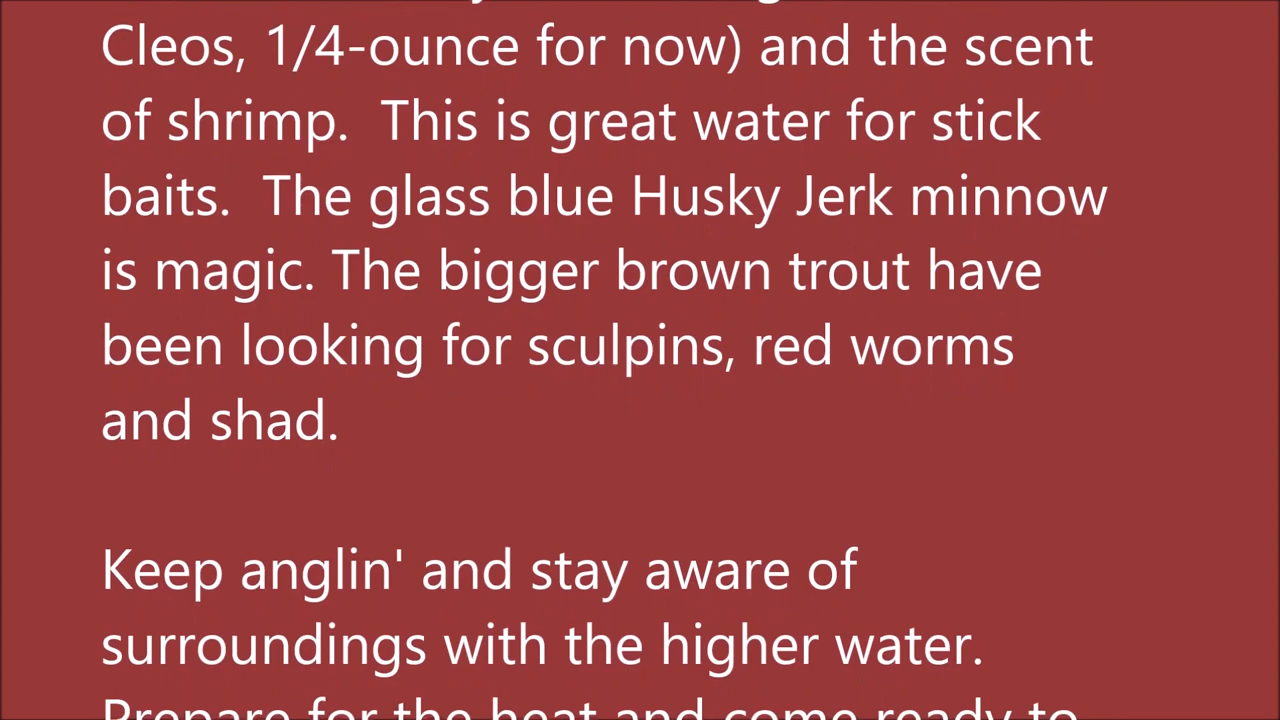 Cleos, 1/4-ounce for now) and the scent
of shrimp.  This is great water for stick
baits.  The glass blue Husky Jerk minnow
is magic. The bigger brown trout have
been looking for sculpins, red worms
and shad.
Keep anglin' and stay aware of
surroundings with the higher water.
Prepare for the heat and come ready to